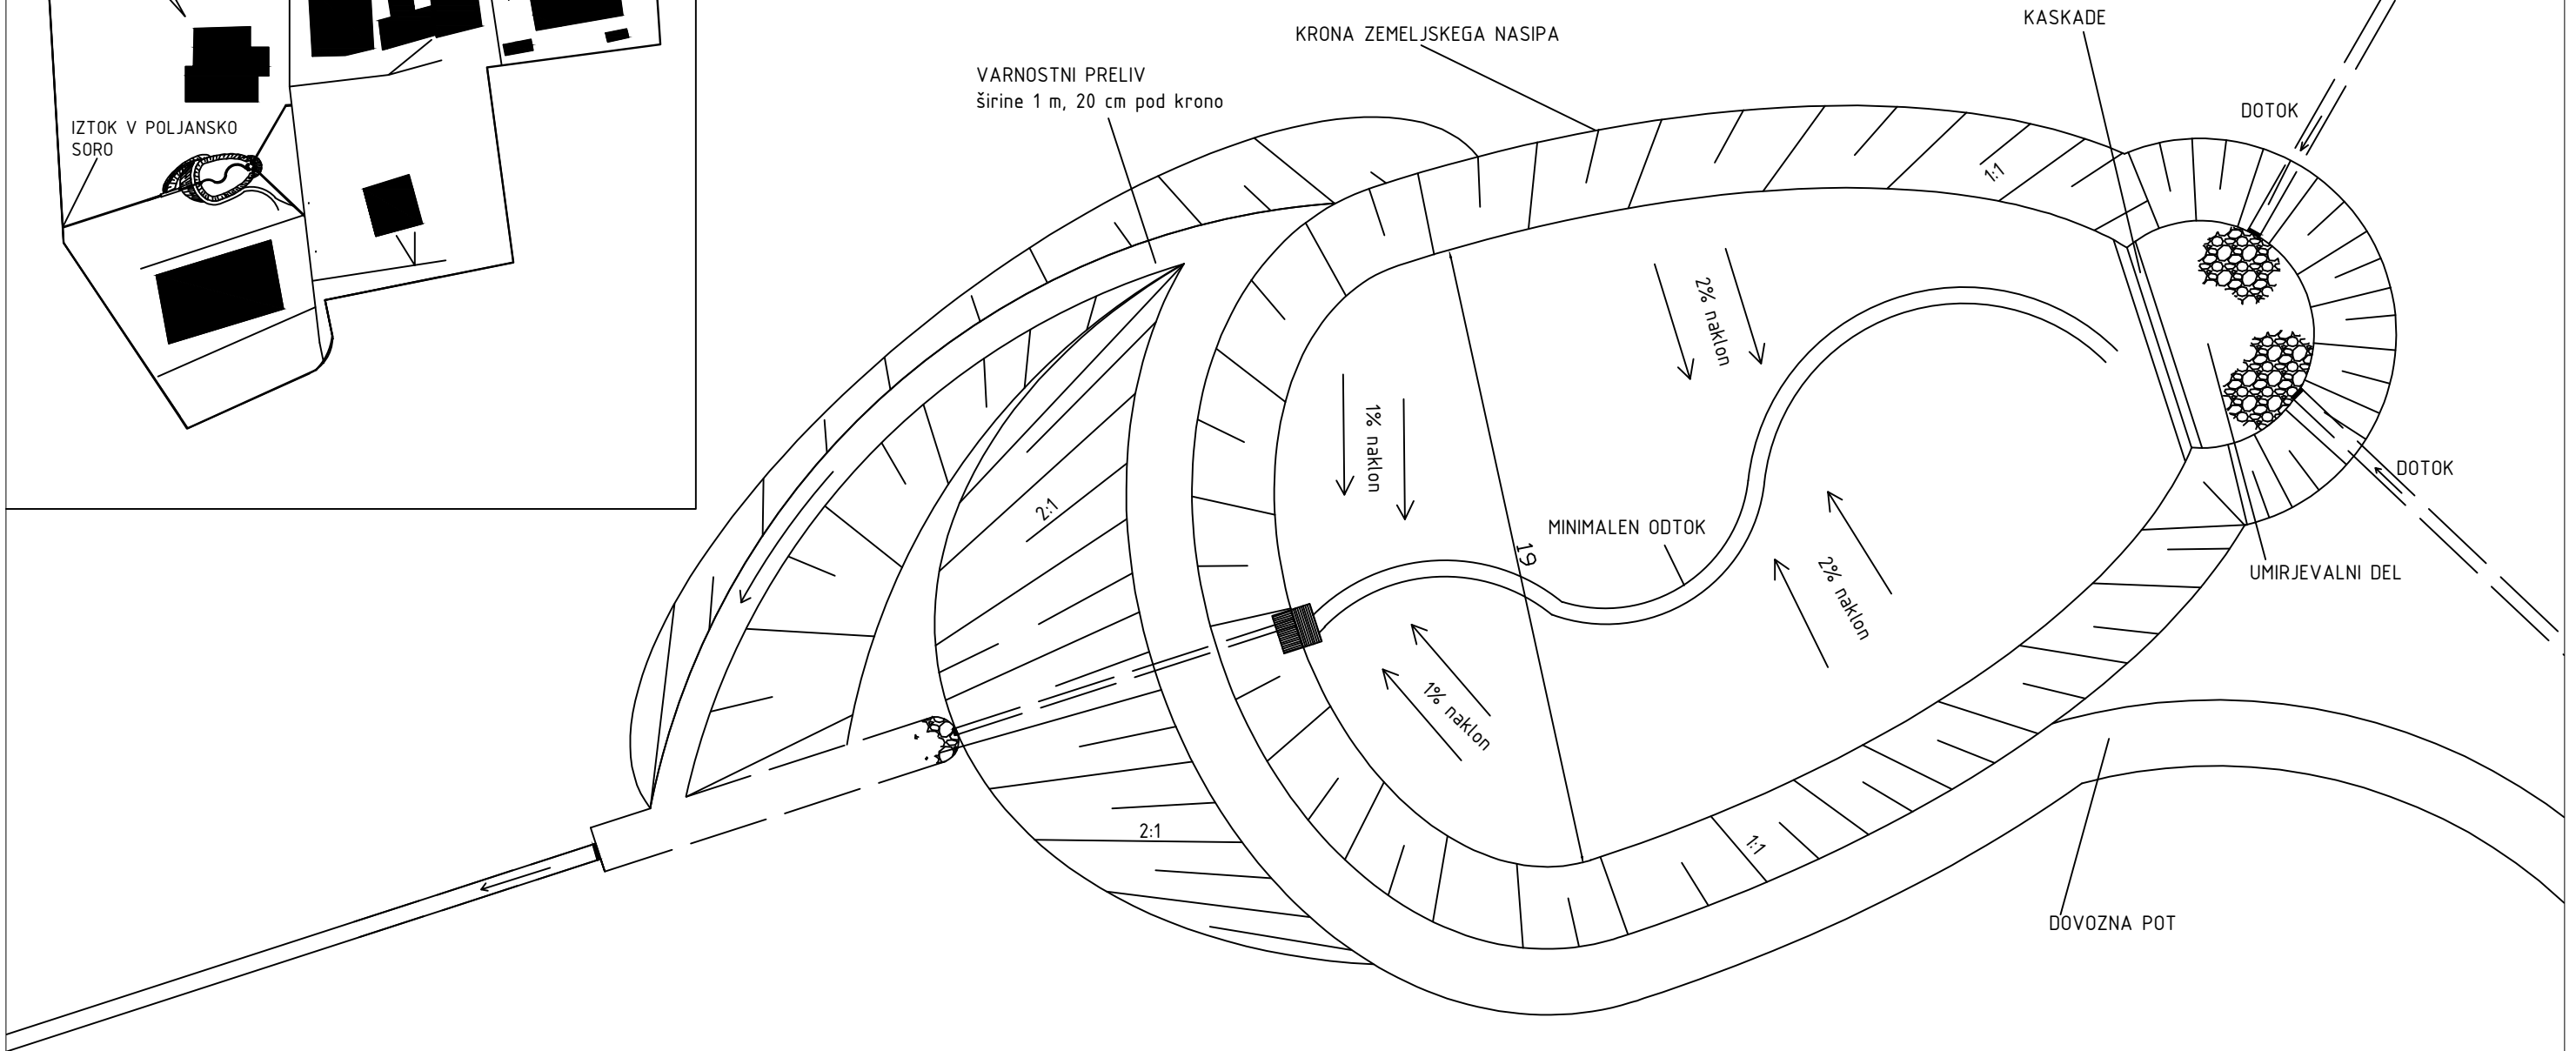 KASKADE
KRONA ZEMELJSKEGA NASIPA
VARNOSTNI PRELIV
širine 1 m, 20 cm pod krono
DOTOK
IZTOK V POLJANSKO
SORO
1:1
2% naklon
1% naklon
DOTOK
2:1
MINIMALEN ODTOK
19
UMIRJEVALNI DEL
2% naklon
1% naklon
2:1
1:1
DOVOZNA POT